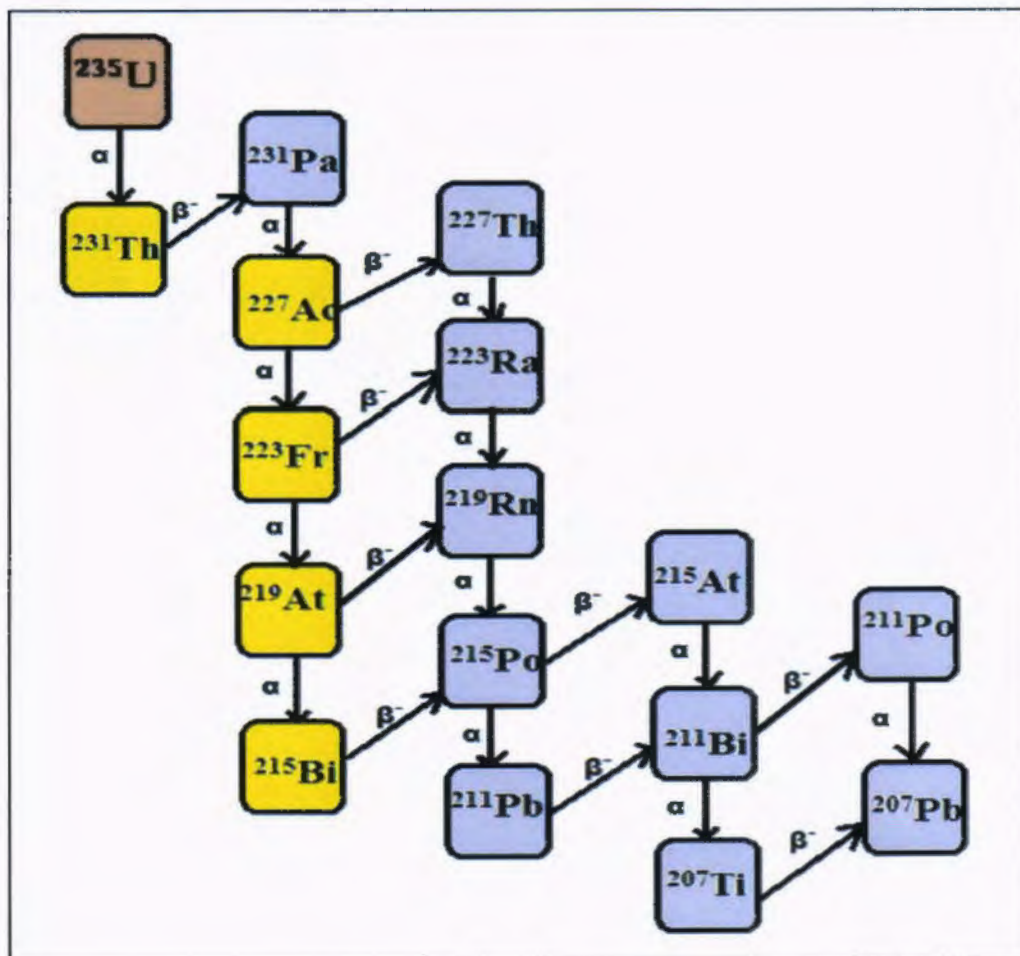 ²³⁵U
α
²³¹Th
β⁻
²³¹Pa
α
²²⁷Ac
β⁻
²²⁷Th
α
α
²²³Fr
β⁻
²²³Ra
α
α
²¹⁹At
β⁻
²¹⁹Rn
α
α
²¹⁵Bi
β⁻
²¹⁵Po
β⁻
²¹⁵At
α
α
²¹¹Pb
β⁻
²¹¹Bi
β⁻
²¹¹Po
α
α
²⁰⁷Ti
β⁻
²⁰⁷Pb